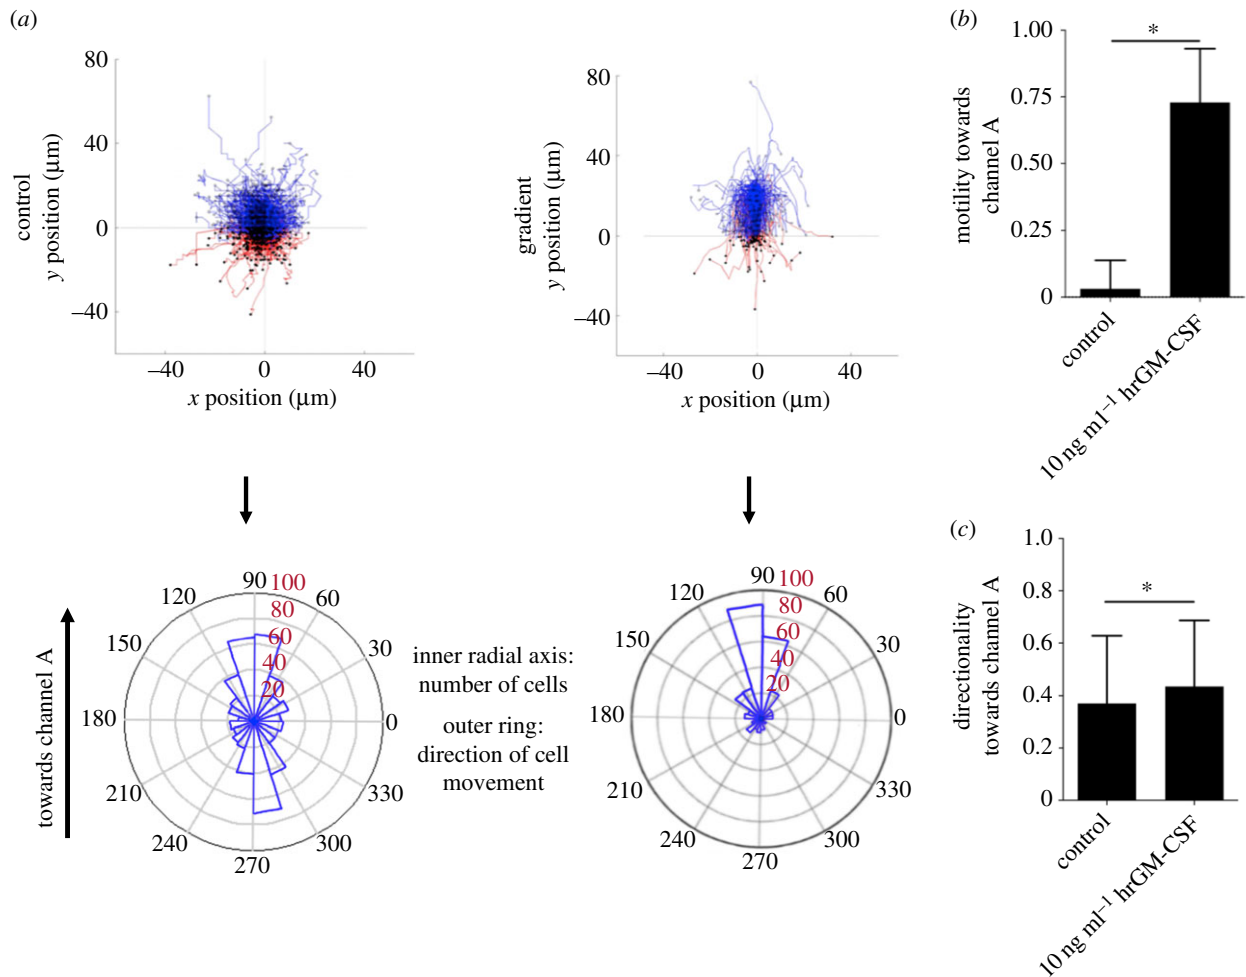 (a)
80
40
0
–40
control
y position (µm)
–40
0
40
x position (µm)
80
40
0
–40
gradient
y position (µm)
–40
0
40
x position (µm)
towards channel A
90
60
30
0
330
300
270
240
210
180
150
120
100
80
60
40
20
inner radial axis:
number of cells
outer ring:
direction of cell
movement
90
60
30
0
330
300
270
240
210
180
150
120
100
80
60
40
20
(b)
motility towards
channel A
1.00
0.75
0.50
0.25
0
*
control
10 ng ml⁻¹ hrGM-CSF
(c)
directionality
towards channel A
1.0
0.8
0.6
0.4
0.2
0
*
control
10 ng ml⁻¹ hrGM-CSF